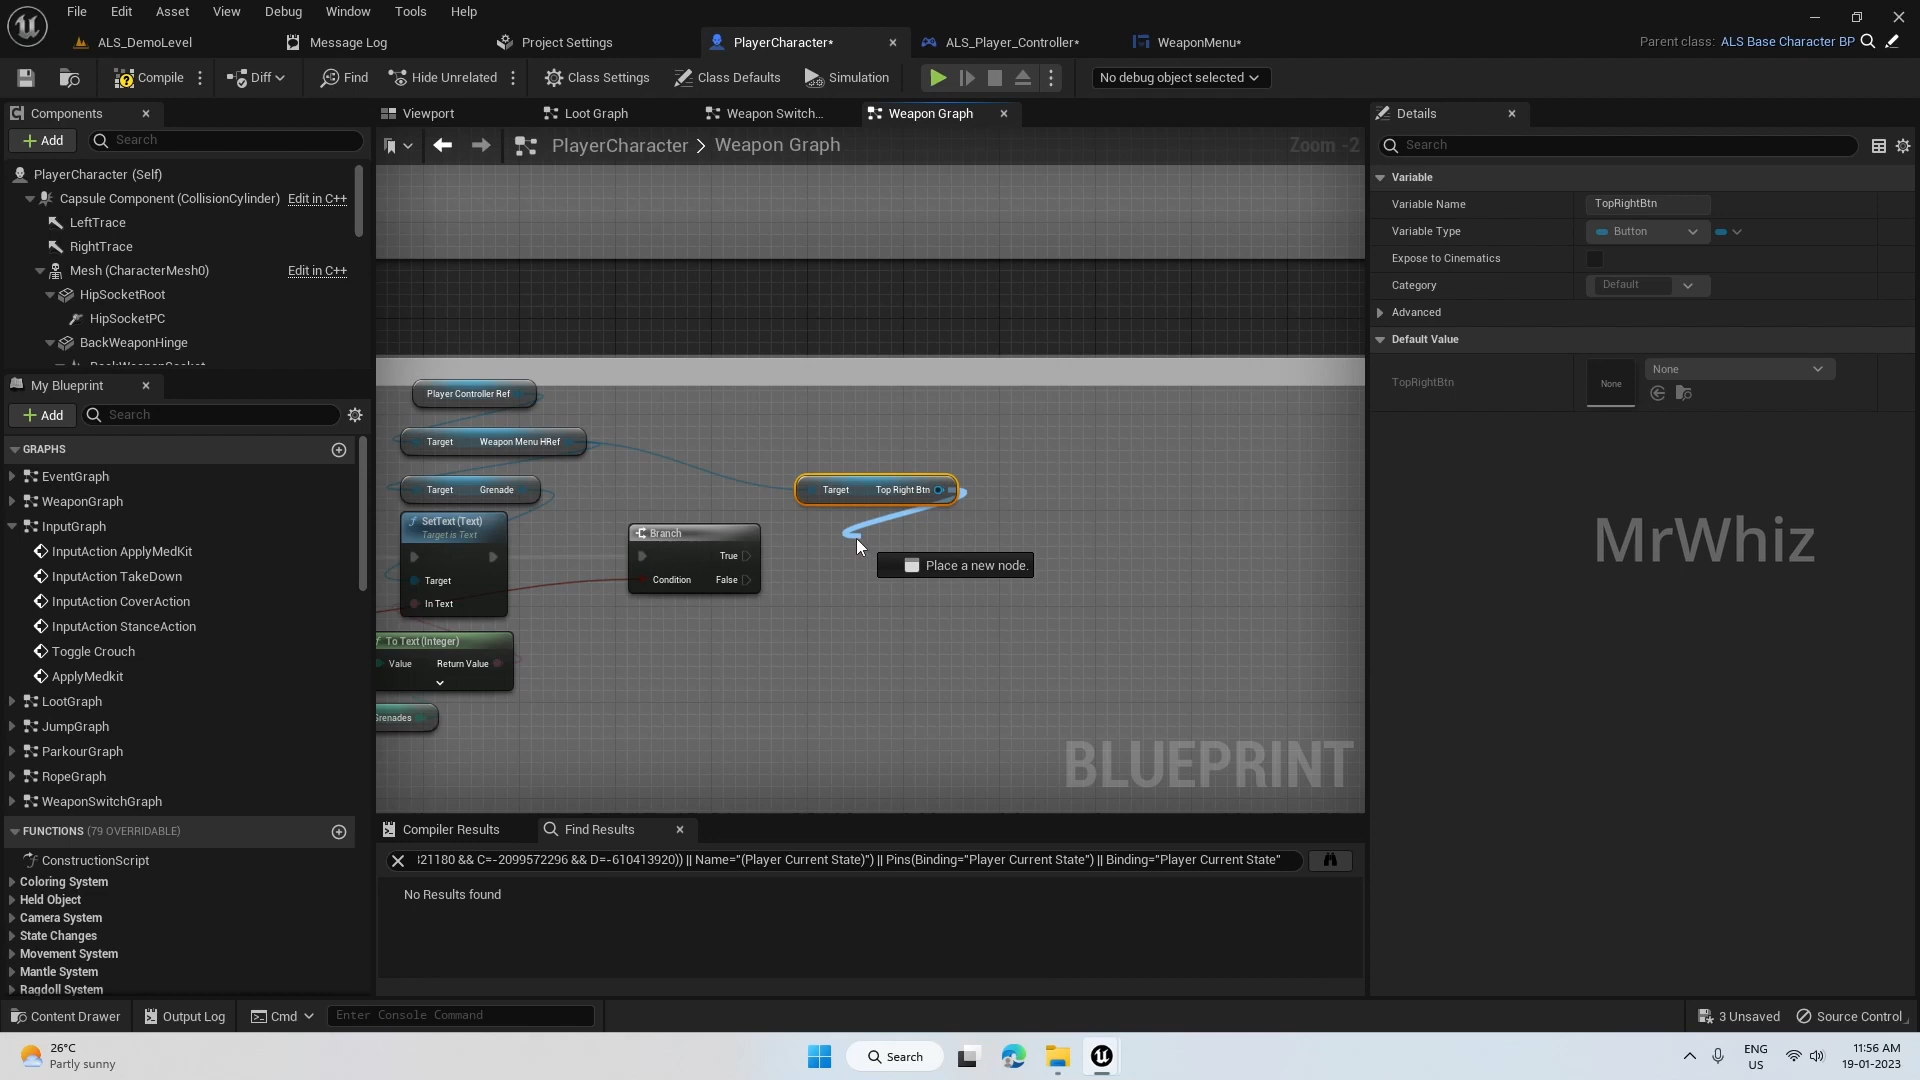 File Edit Asset View Debug Window Tools Help
ALS_DemoLevel Message Log Project Settings PlayerCharacter* ALS_Player_Controller* WeaponMenu* Parent class: ALS Base Character BP
Compile Diff Find Hide Unrelated Class Settings Class Defaults Simulation No debug object selected
Components
Add Search
PlayerCharacter (Self)
Capsule Component (CollisionCylinder) Edit in C++
LeftTrace
RightTrace
Mesh (CharacterMesh0) Edit in C++
HipSocketRoot
HipSocketPC
BackWeaponHinge
BackWeaponSocket
My Blueprint
Add Search
GRAPHS
EventGraph
WeaponGraph
InputGraph
InputAction ApplyMedKit
InputAction TakeDown
InputAction CoverAction
InputAction StanceAction
Toggle Crouch
ApplyMedkit
LootGraph
JumpGraph
ParkourGraph
RopeGraph
WeaponSwitchGraph
FUNCTIONS (79 OVERRIDABLE)
ConstructionScript
Coloring System
Held Object
Camera System
State Changes
Movement System
Mantle System
Ragdoll System
Viewport Loot Graph Weapon Switch... Weapon Graph
PlayerCharacter > Weapon Graph Zoom -2
Player Controller Ref
Target Weapon Menu HRef
Target Grenade
Target Top Right Btn
SetText (Text)
Target is Text
Target
In Text
Branch
True
Condition False
Place a new node.
To Text (Integer)
Value Return Value
Grenades
MrWhiz
BLUEPRINT
Compiler Results Find Results
321180 && C=-2099572296 && D=-610413920)) || Name="(Player Current State)") || Pins(Binding="Player Current State") || Binding="Player Current State"
No Results found
Details
Search
Variable
Variable Name TopRightBtn
Variable Type Button
Expose to Cinematics
Category Default
Advanced
Default Value
TopRightBtn None None
Content Drawer Output Log Cmd Enter Console Command 3 Unsaved Source Control
26°C
Partly sunny
Search
ENG
US
11:56 AM
19-01-2023